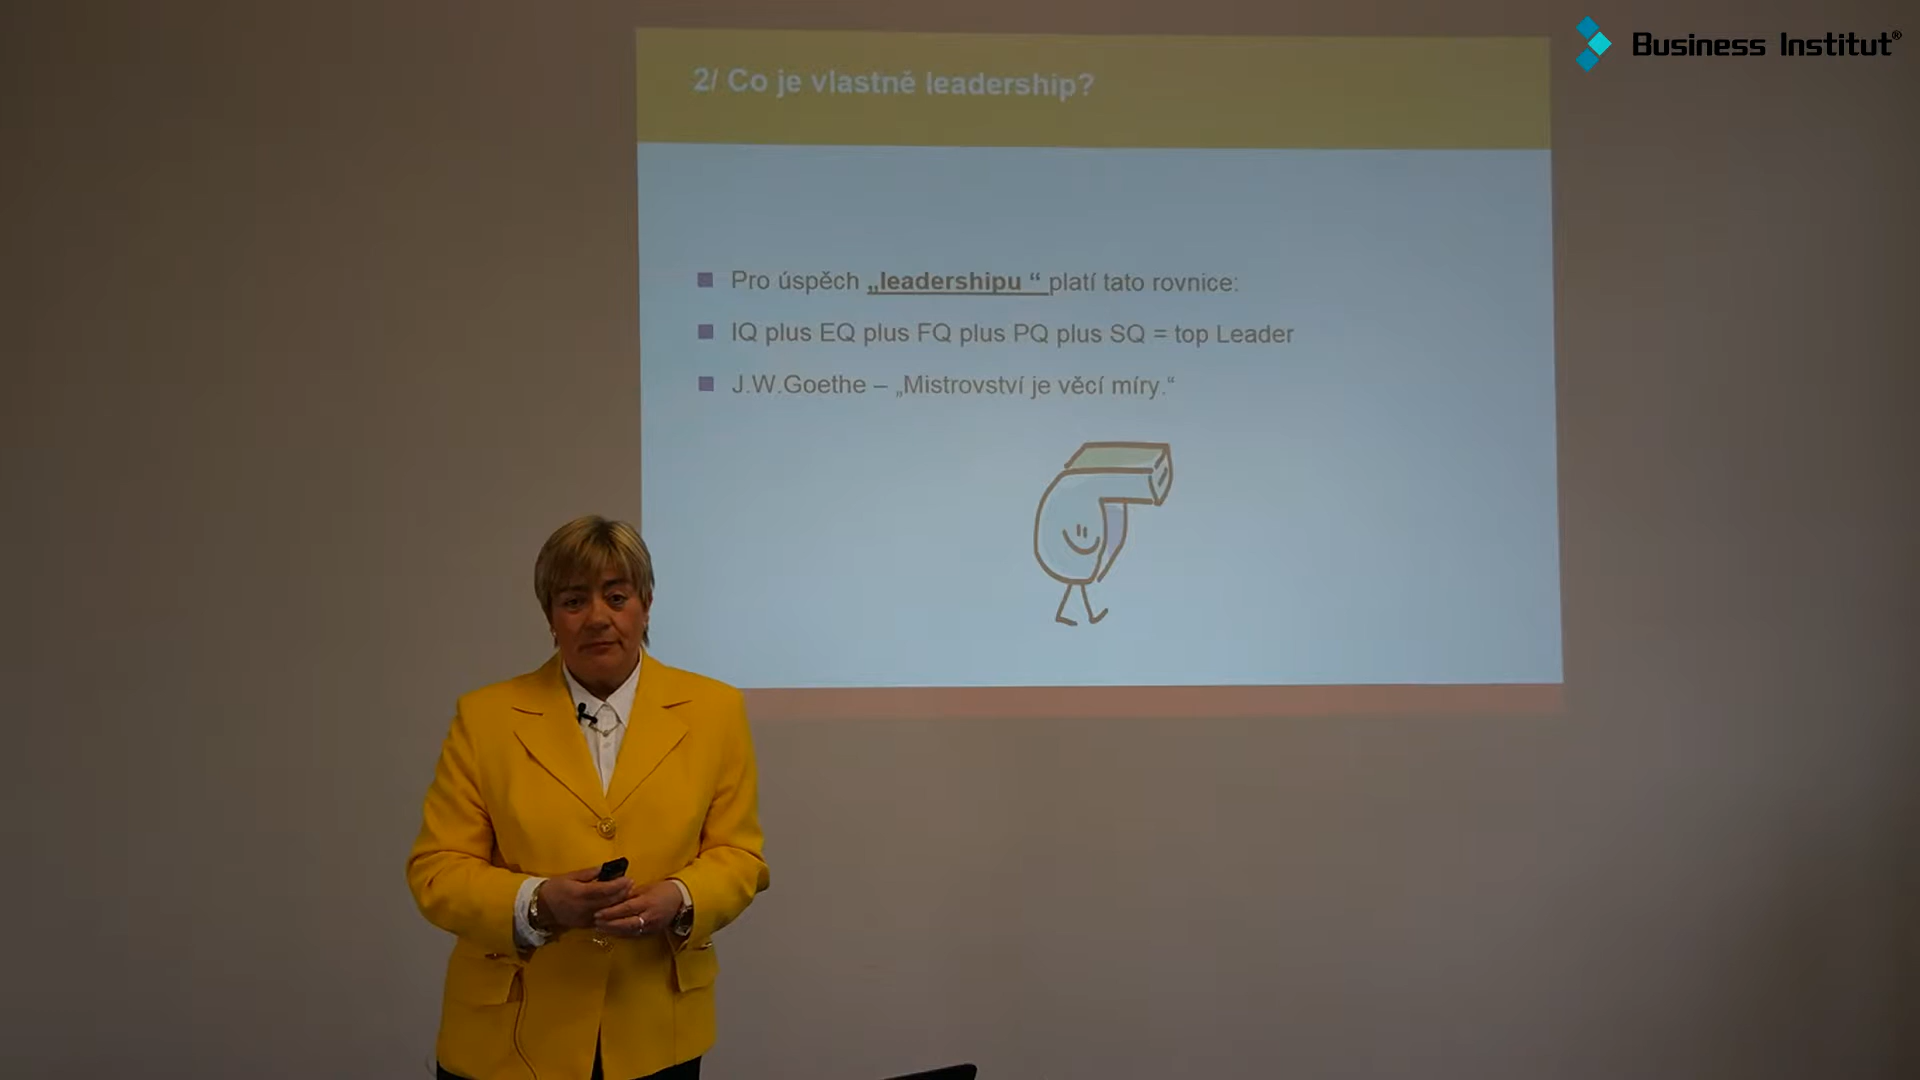 Business Institut®
2/ Co je vlastně leadership?
Pro úspěch „leadershipu “ platí tato rovnice:
IQ plus EQ plus FQ plus PQ plus SQ = top Leader
J.W.Goethe – „Mistrovství je věcí míry.“